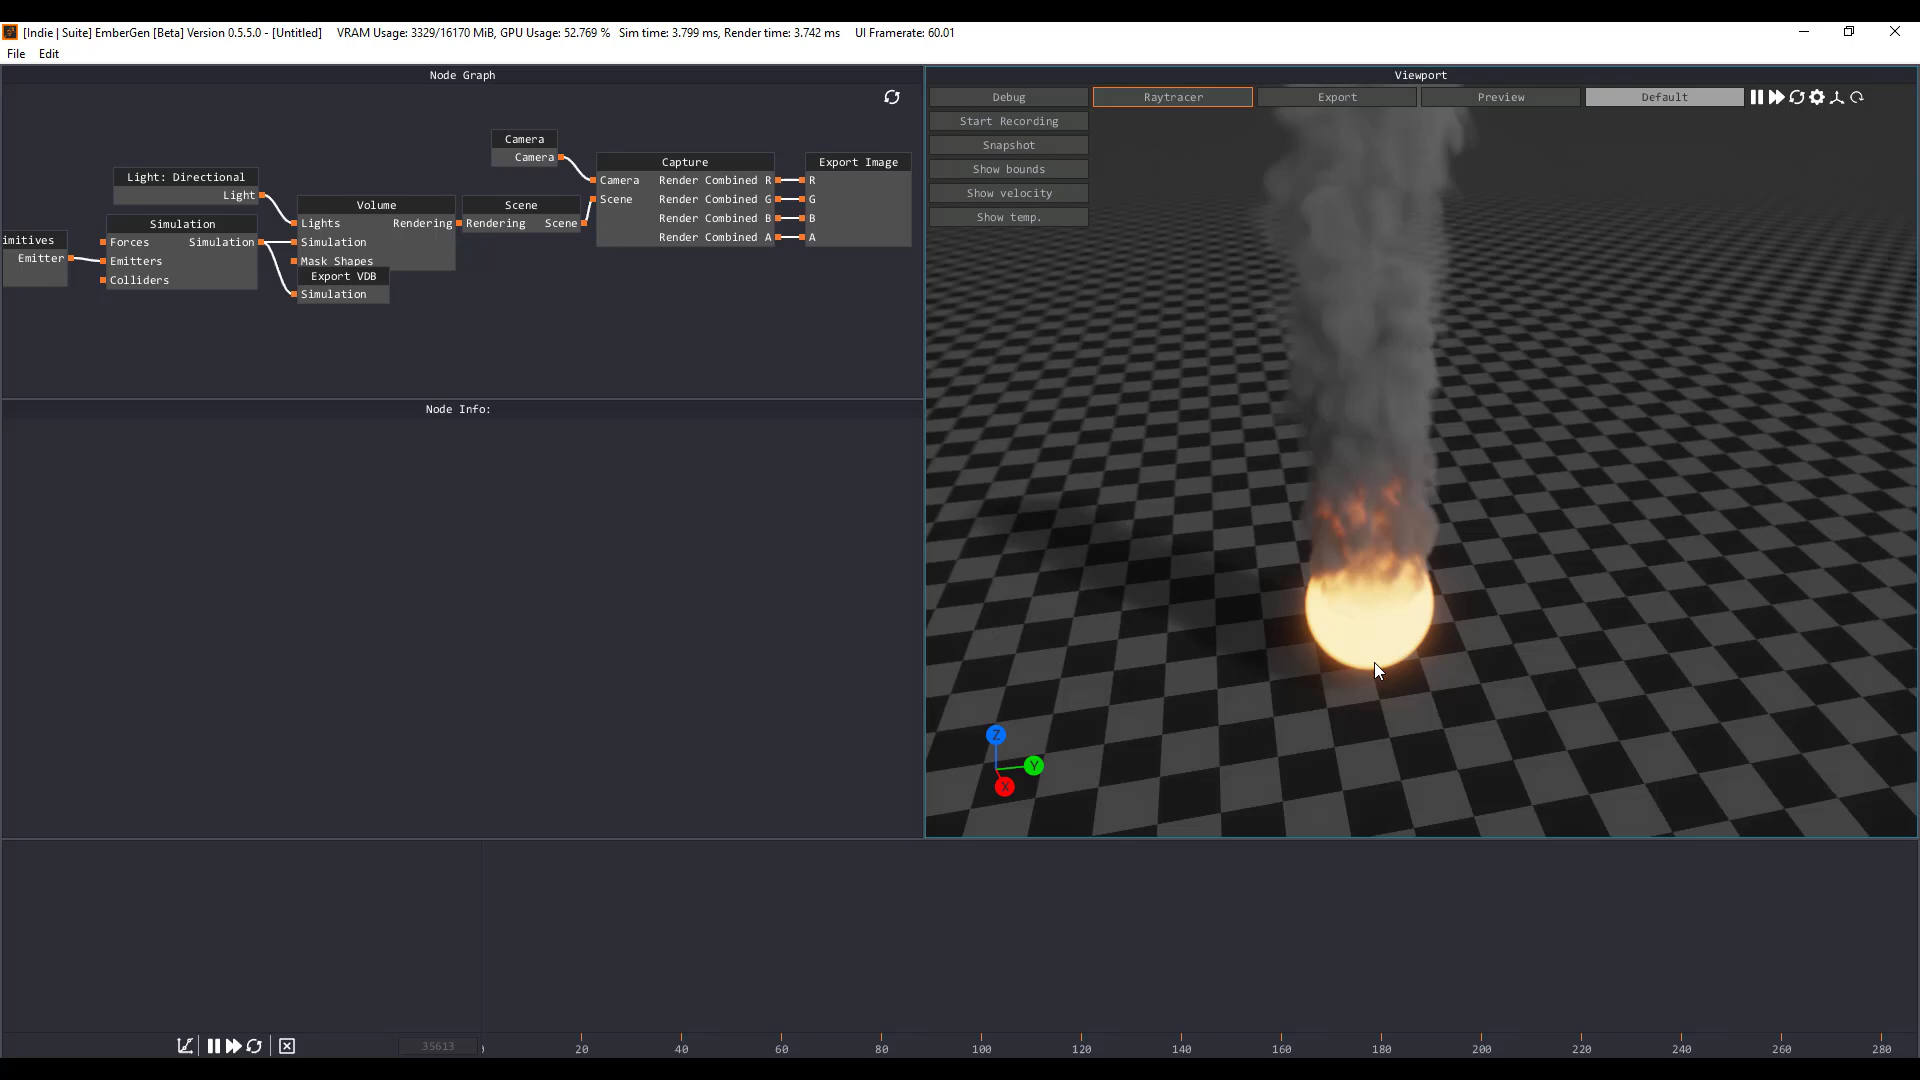 [Indie | Suite] EmberGen [Beta] Version 0.5.5.0 - [Untitled] VRAM Usage: 3329/16170 MiB, GPU Usage: 52.769 % Sim time: 3.799 ms, Render time: 3.742 ms UI Framerate: 60.01
File Edit
Node Graph
Camera
Camera
Light: Directional
Light
Simulation
Forces Simulation
Emitters
Colliders
imitives
Emitter
Volume
Lights Rendering
Simulation
Mask Shapes
Export VDB
Simulation
Scene
Rendering Scene
Capture
Camera Render Combined R
Scene Render Combined G
Render Combined B
Render Combined A
Export Image
R
G
B
A
Node Info:
Viewport
Debug Raytracer Export Preview Default
Start Recording
Snapshot
Show bounds
Show velocity
Show temp.
Z
Y
X
35613
20 40 60 80 100 120 140 160 180 200 220 240 260 280